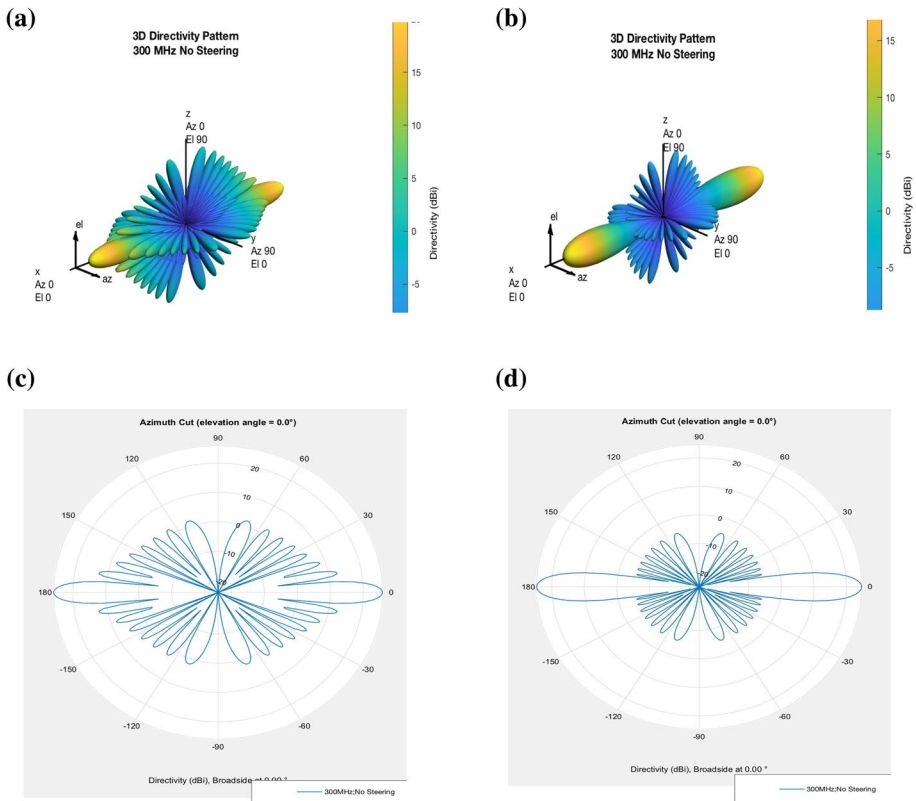 (a)
3D Directivity Pattern
300 MHz No Steering
z
Az 0
El 90
el
y
Az 90
El 0
x
Az 0
El 0
az
15
10
5
0
-5
Directivity (dBi)
(b)
3D Directivity Pattern
300 MHz No Steering
z
Az 0
El 90
el
y
Az 90
El 0
x
Az 0
El 0
az
15
10
5
0
-5
Directivity (dBi)
(c)
Azimuth Cut (elevation angle = 0.0°)
90
120
60
20
10
150
30
0
-10
-20
180
0
-150
-30
-120
-60
-90
Directivity (dBi), Broadside at 0.00 °
300MHz;No Steering
(d)
Azimuth Cut (elevation angle = 0.0°)
90
120
60
20
10
150
30
0
-10
-20
180
0
-150
-30
-120
-60
-90
Directivity (dBi), Broadside at 0.00 °
300MHz;No Steering